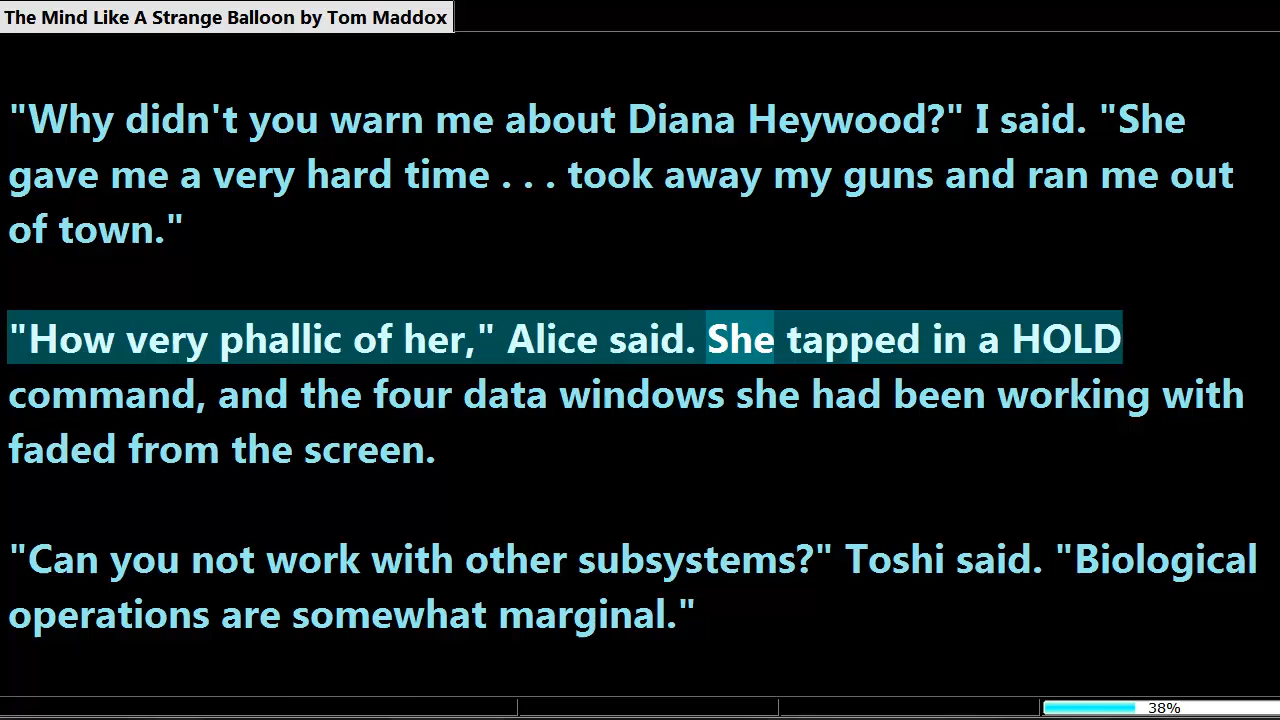 The Mind Like A Strange Balloon by Tom Maddox
"Why didn't you warn me about Diana Heywood?" I said. "She
gave me a very hard time . . . took away my guns and ran me out
of town."
"How very phallic of her," Alice said. She tapped in a HOLD
command, and the four data windows she had been working with
faded from the screen.
"Can you not work with other subsystems?" Toshi said. "Biological
operations are somewhat marginal."
38%